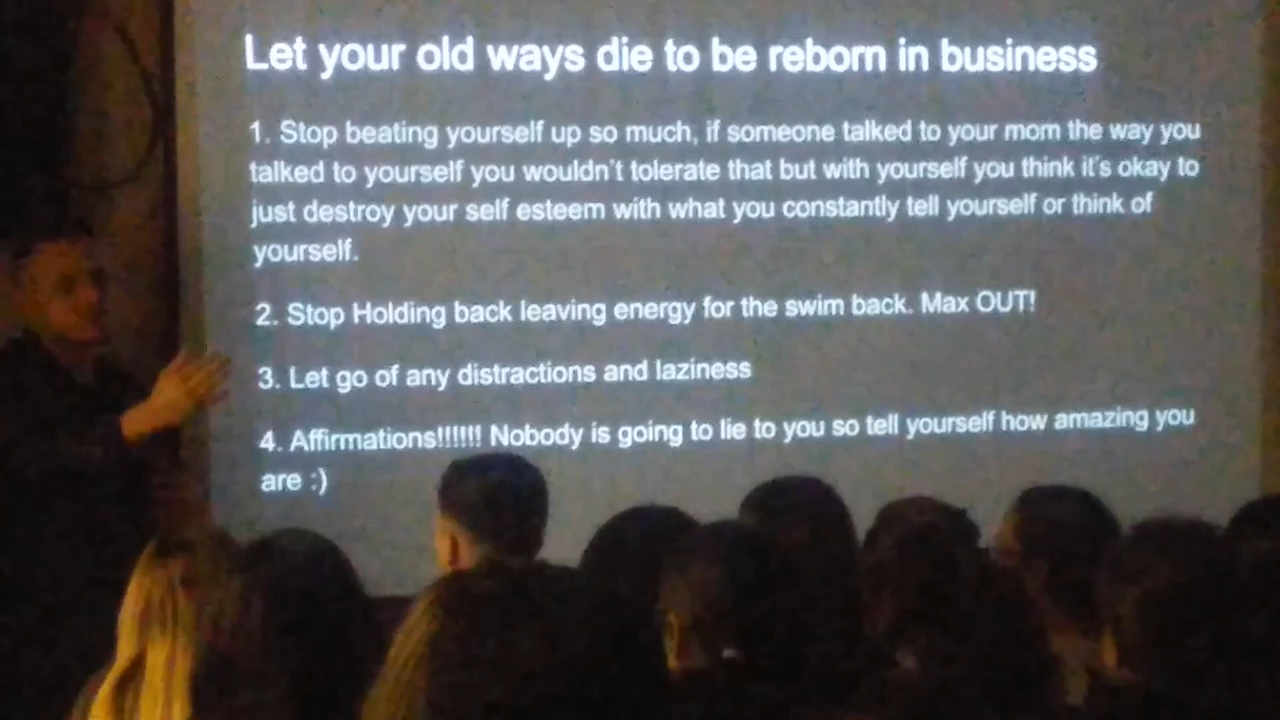 Let your old ways die to be reborn in business
1. Stop beating yourself up so much, if someone talked to your mom the way you
talked to yourself you wouldn't tolerate that but with yourself you think it's okay to
just destroy your self esteem with what you constantly tell yourself or think of
yourself.
2. Stop Holding back leaving energy for the swim back. Max OUT!
3. Let go of any distractions and laziness
4. Affirmations!!!!!!! Nobody is going to lie to you so tell yourself how amazing you
are :)